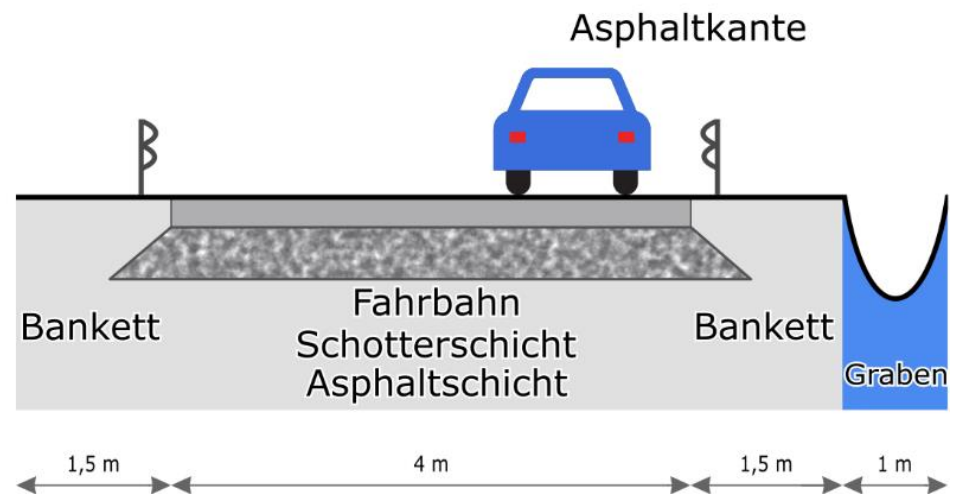 Asphaltkante
Fahrbahn
Bankett
Schotterschicht
Bankett
Asphaltschicht
Graben
1,5 m
4 m
1,5 m
1 m